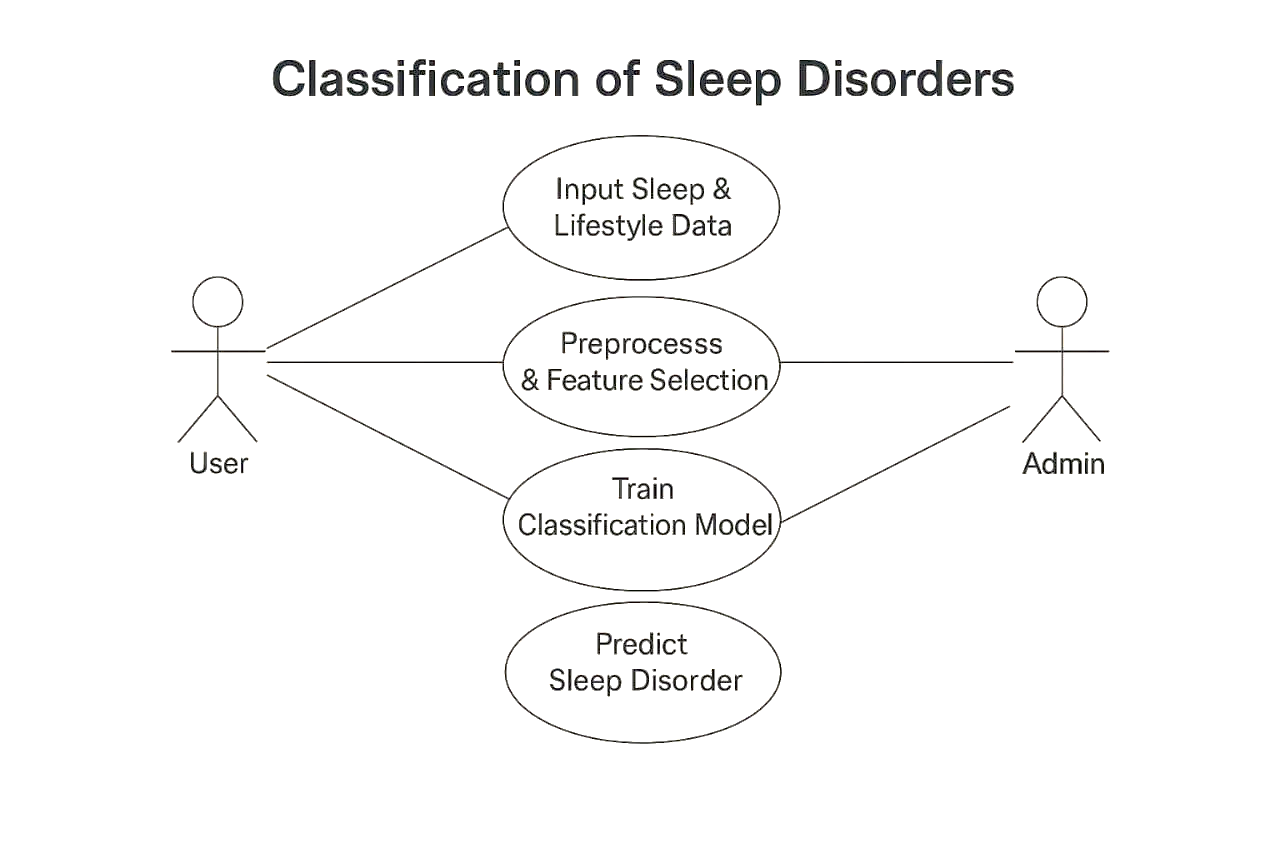 Classification of Sleep Disorders
Input Sleep &
Lifestyle Data
Preprocesss
& Feature Selection
User
Admin
Train
Classification Model
Predict
Sleep Disorder